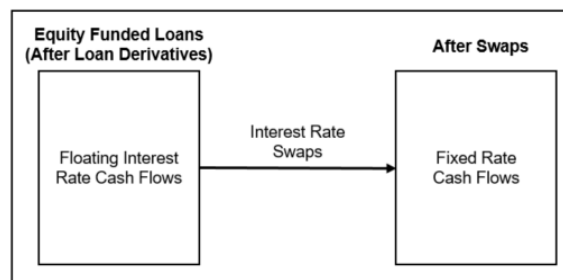 Equity Funded Loans
(After Loan Derivatives)
After Swaps
Interest Rate
Swaps
Floating Interest
Rate Cash Flows
Fixed Rate
Cash Flows